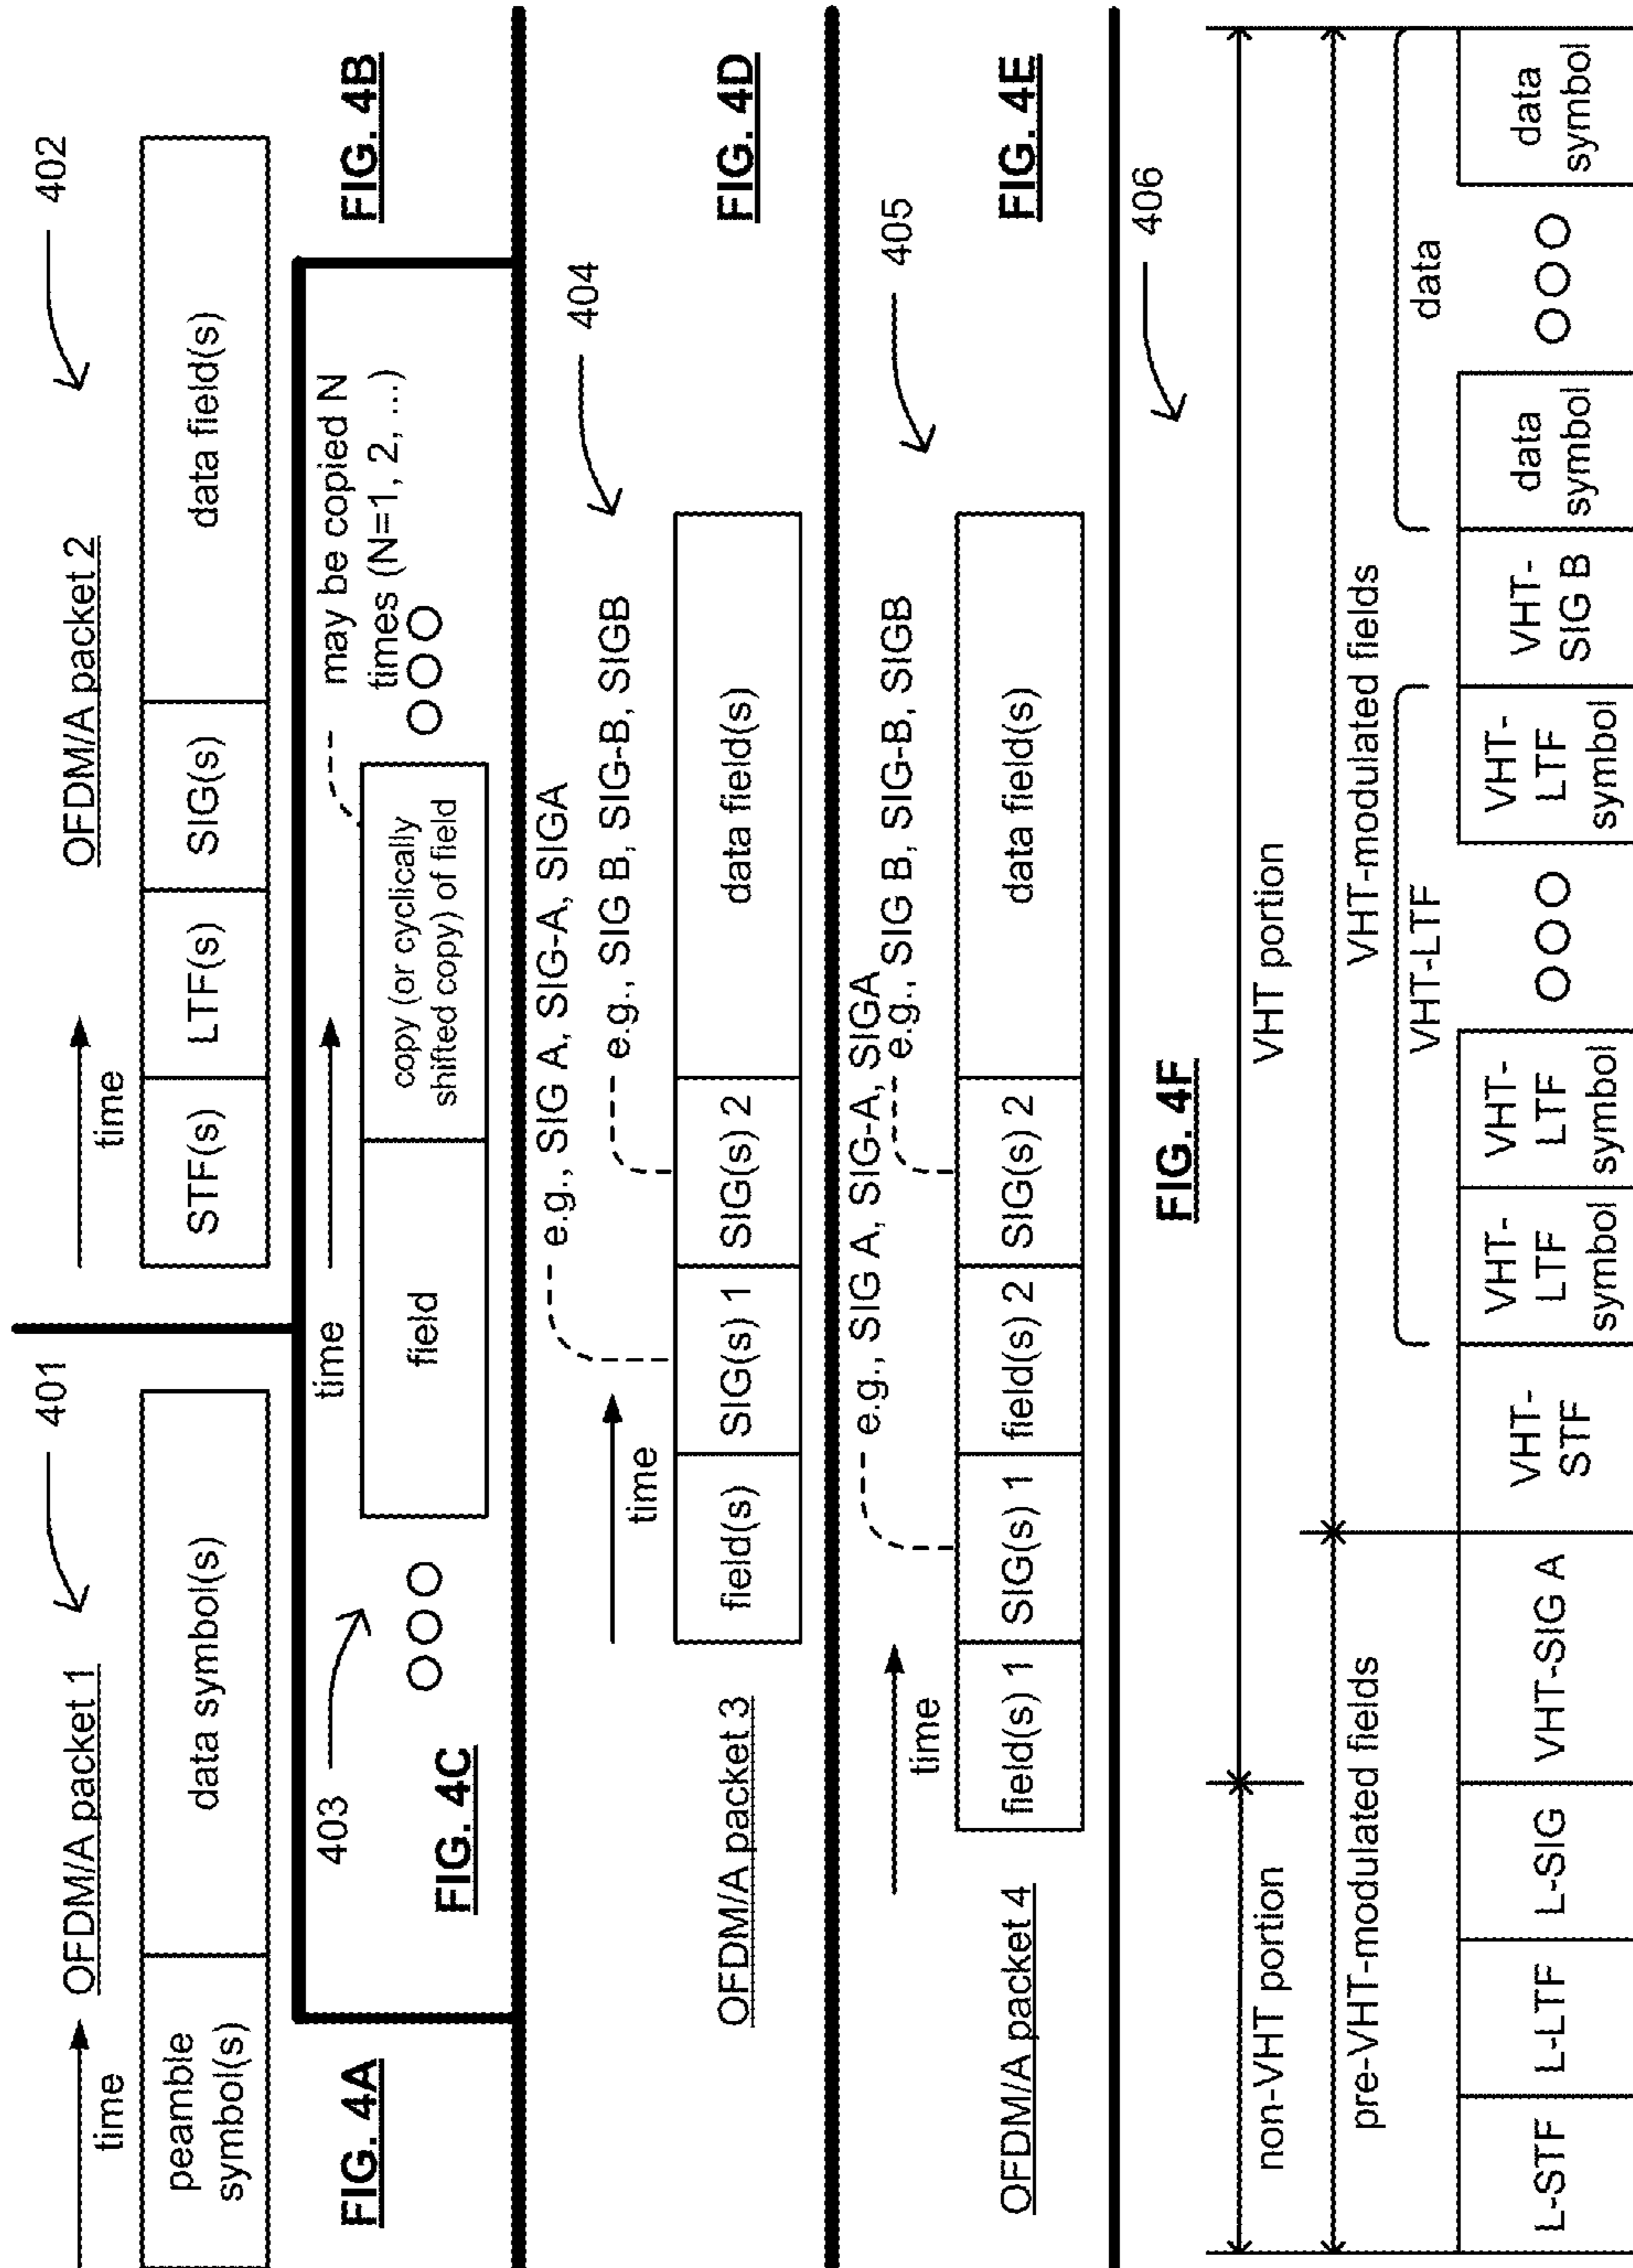 OFDM/A packet 1
401
time
peamble
symbol(s)
data symbol(s)
FIG. 4A
OFDM/A packet 2
402
time
STF(s)
LTF(s)
SIG(s)
data field(s)
FIG. 4B
403
time
field
copy (or cyclically
shifted copy) of field
may be copied N
times (N=1, 2, ...)
FIG. 4C
e.g., SIG A, SIG-A, SIGA
e.g., SIG B, SIG-B, SIGB
404
time
OFDM/A packet 3
field(s)
SIG(s) 1
SIG(s) 2
data field(s)
FIG. 4D
e.g., SIG A, SIG-A, SIGA
e.g., SIG B, SIG-B, SIGB
405
time
OFDM/A packet 4
field(s) 1
SIG(s) 1
field(s) 2
SIG(s) 2
data field(s)
FIG. 4E
FIG. 4F
406
non-VHT portion
VHT portion
pre-VHT-modulated fields
VHT-modulated fields
VHT-LTF
data
L-STF
L-LTF
L-SIG
VHT-SIG A
VHT-
STF
VHT-
LTF
symbol
VHT-
LTF
symbol
VHT-
LTF
symbol
VHT-
SIG B
data
symbol
data
symbol